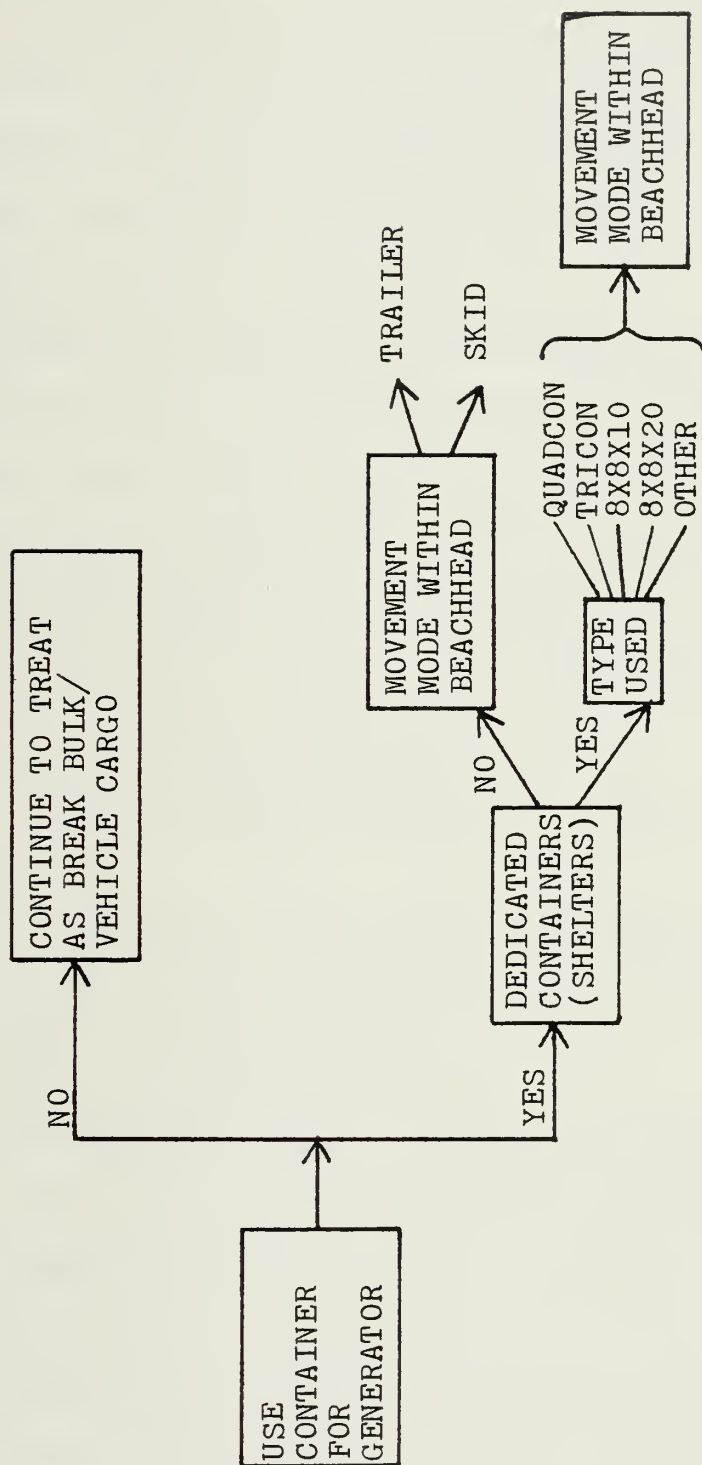 USE
CONTAINER
FOR
GENERATOR
NO
CONTINUE TO TREAT
AS BREAK BULK/
VEHICLE CARGO
YES
DEDICATED
CONTAINERS
(SHELTERS)
NO
MOVEMENT
MODE WITHIN
BEACHHEAD
TRAILER
SKID
YES
TYPE
USED
QUADCON
TRICON
8X8X10
8X8X20
OTHER
MOVEMENT
MODE WITHIN
BEACHHEAD